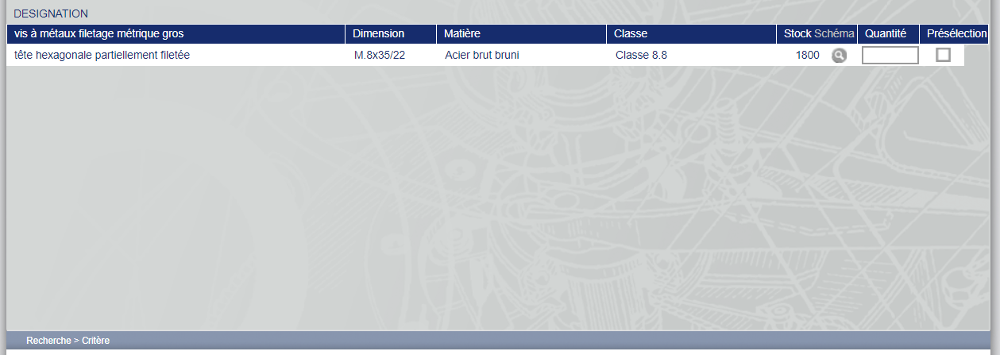 DESIGNATION
vis à métaux filetage métrique gros Dimension Matière Classe Stock Schéma Quantité Présélection
tête hexagonale partiellement filetée M.8x35/22 Acier brut bruni Classe 8.8 1800
Recherche > Critère